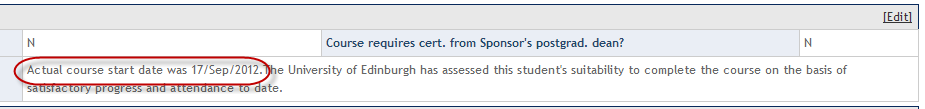 [Edit]
N Course requires cert. from Sponsor's postgrad. dean? N
Actual course start date was 17/Sep/2012.The University of Edinburgh has assessed this student's suitability to complete the course on the basis of
satisfactory progress and attendance to date.